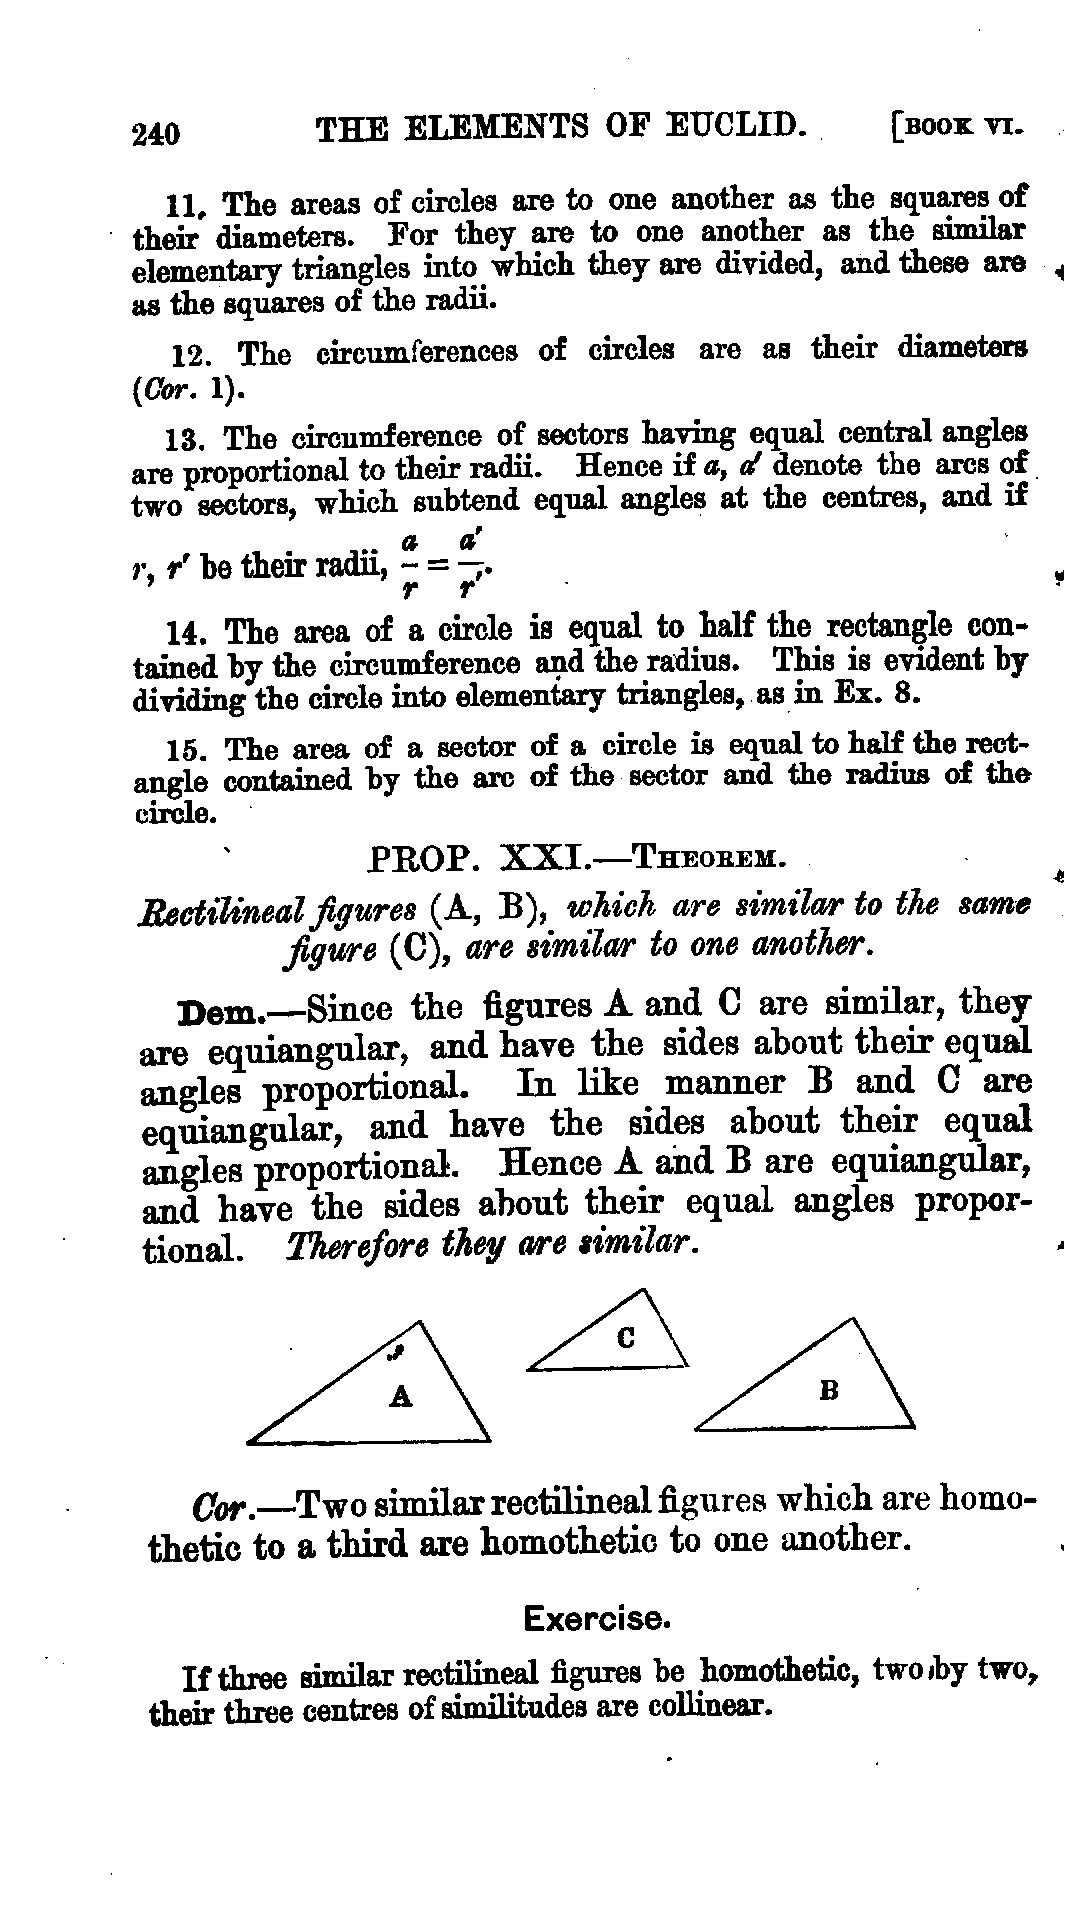 240 THE ELEMENTS OF EUCLID. [BOOK VI.
11. The areas of circles are to one another as the squares of
their diameters. For they are to one another as the similar
elementary triangles into which they are divided, and these are
as the squares of the radii.
12. The circumferences of circles are as their diameters
(Cor. 1).
13. The circumference of sectors having equal central angles
are proportional to their radii. Hence if a, a' denote the arcs of
two sectors, which subtend equal angles at the centres, and if
r, r' be their radii, a/r = a'/r'.
14. The area of a circle is equal to half the rectangle con-
tained by the circumference and the radius. This is evident by
dividing the circle into elementary triangles, as in Ex. 8.
15. The area of a sector of a circle is equal to half the rect-
angle contained by the arc of the sector and the radius of the
circle.
PROP. XXI.—THEOREM.
Rectilineal figures (A, B), which are similar to the same
figure (C), are similar to one another.
Dem.—Since the figures A and C are similar, they
are equiangular, and have the sides about their equal
angles proportional. In like manner B and C are
equiangular, and have the sides about their equal
angles proportional. Hence A and B are equiangular,
and have the sides about their equal angles propor-
tional. Therefore they are similar.
C
A
B
Cor.—Two similar rectilineal figures which are homo-
thetic to a third are homothetic to one another.
Exercise.
If three similar rectilineal figures be homothetic, two by two,
their three centres of similitudes are collinear.